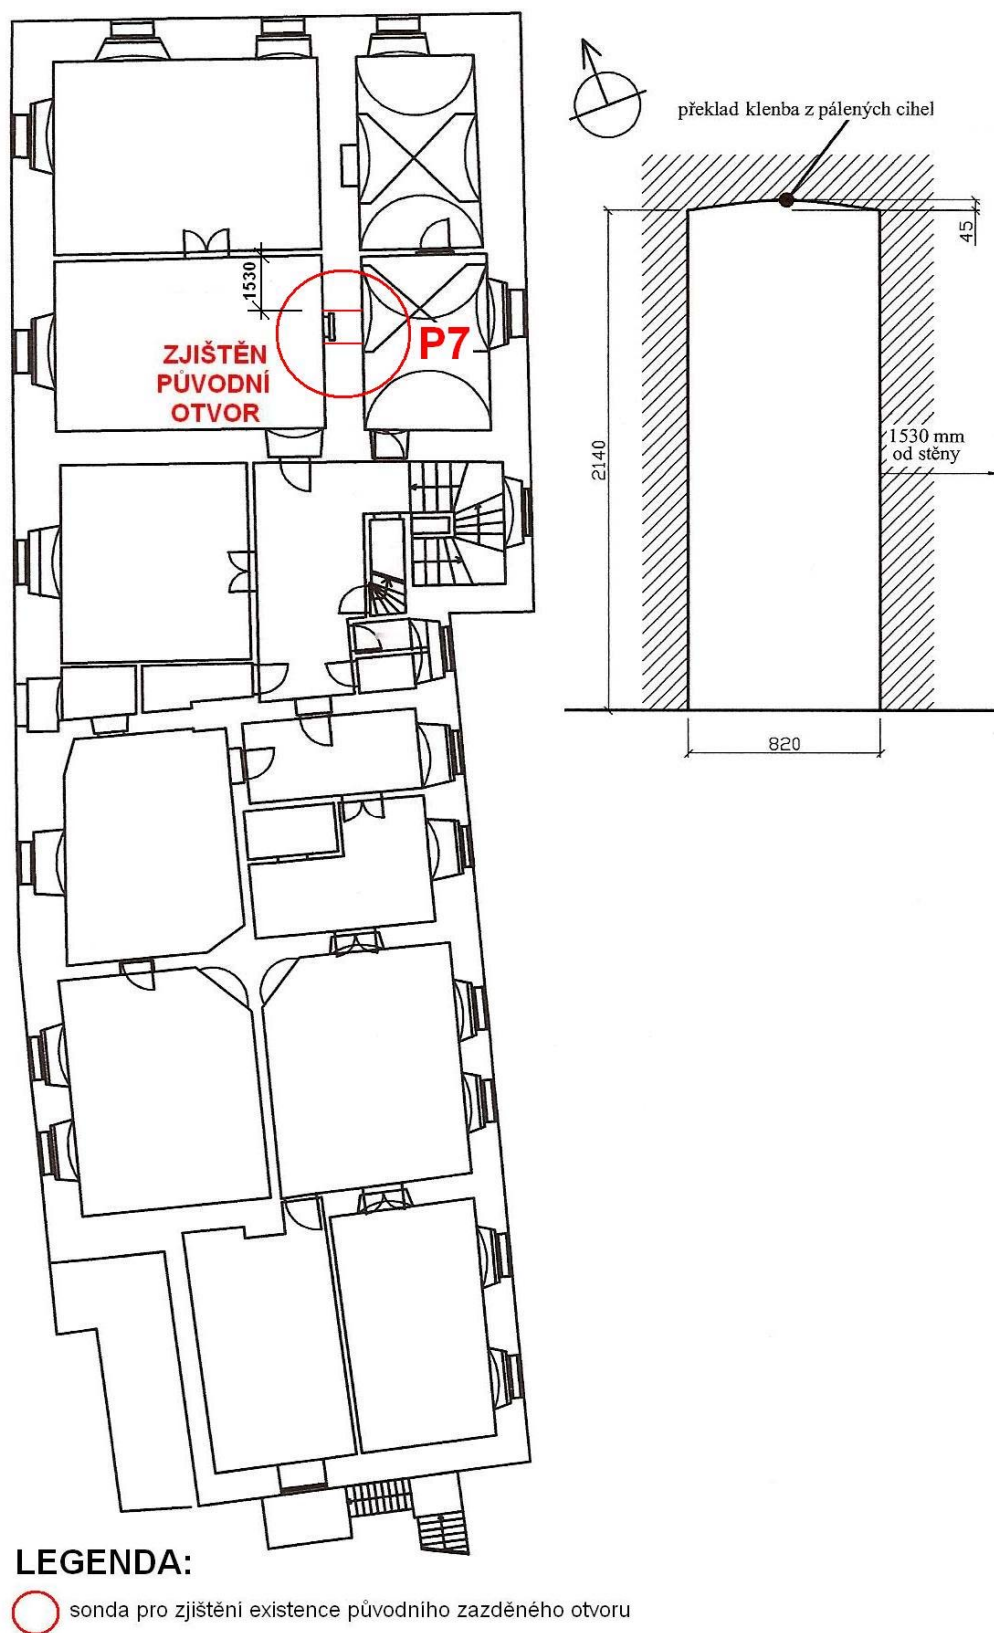 překlad klenba z pálených cihel
45
1530
ZJIŠTĚN
PŮVODNÍ
OTVOR
P7
1530 mm
od stěny
2140
820
LEGENDA:
sonda pro zjištění existence původního zazděného otvoru